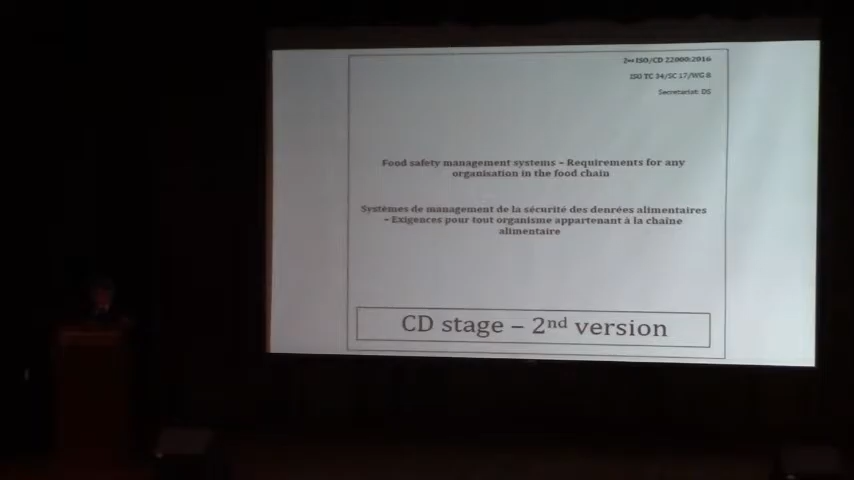 2nd ISO/CD 22000:2016
ISO TC 34/SC 17/WG 8
Secretariat: DS
Food safety management systems – Requirements for any
organisation in the food chain
Systèmes de management de la sécurité des denrées alimentaires
– Exigences pour tout organisme appartenant à la chaîne
alimentaire
CD stage – 2nd version